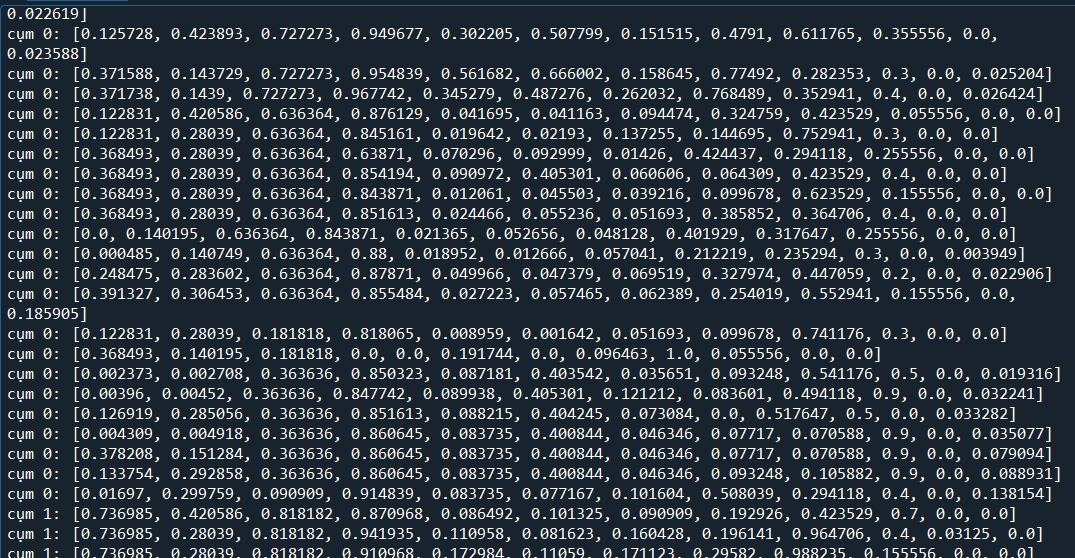 0.022619]
cụm 0: [0.125728, 0.423893, 0.727273, 0.949677, 0.302205, 0.507799, 0.151515, 0.4791, 0.611765, 0.355556, 0.0,
0.023588]
cụm 0: [0.371588, 0.143729, 0.727273, 0.954839, 0.561682, 0.666002, 0.158645, 0.77492, 0.282353, 0.3, 0.0, 0.025204]
cụm 0: [0.371738, 0.1439, 0.727273, 0.967742, 0.345279, 0.487276, 0.262032, 0.768489, 0.352941, 0.4, 0.0, 0.026424]
cụm 0: [0.122831, 0.420586, 0.636364, 0.876129, 0.041695, 0.041163, 0.094474, 0.324759, 0.423529, 0.055556, 0.0, 0.0]
cụm 0: [0.122831, 0.28039, 0.636364, 0.845161, 0.019642, 0.02193, 0.137255, 0.144695, 0.752941, 0.3, 0.0, 0.0]
cụm 0: [0.368493, 0.28039, 0.636364, 0.63871, 0.070296, 0.092999, 0.01426, 0.424437, 0.294118, 0.255556, 0.0, 0.0]
cụm 0: [0.368493, 0.28039, 0.636364, 0.854194, 0.090972, 0.405301, 0.060606, 0.064309, 0.423529, 0.4, 0.0, 0.0]
cụm 0: [0.368493, 0.28039, 0.636364, 0.843871, 0.012061, 0.045503, 0.039216, 0.099678, 0.623529, 0.155556, 0.0, 0.0]
cụm 0: [0.368493, 0.28039, 0.636364, 0.851613, 0.024466, 0.055236, 0.051693, 0.385852, 0.364706, 0.4, 0.0, 0.0]
cụm 0: [0.0, 0.140195, 0.636364, 0.843871, 0.021365, 0.052656, 0.048128, 0.401929, 0.317647, 0.255556, 0.0, 0.0]
cụm 0: [0.000485, 0.140749, 0.636364, 0.88, 0.018952, 0.012666, 0.057041, 0.212219, 0.235294, 0.3, 0.0, 0.003949]
cụm 0: [0.248475, 0.283602, 0.636364, 0.87871, 0.049966, 0.047379, 0.069519, 0.327974, 0.447059, 0.2, 0.0, 0.022906]
cụm 0: [0.391327, 0.306453, 0.636364, 0.855484, 0.027223, 0.057465, 0.062389, 0.254019, 0.552941, 0.155556, 0.0,
0.185905]
cụm 0: [0.122831, 0.28039, 0.181818, 0.818065, 0.008959, 0.001642, 0.051693, 0.099678, 0.741176, 0.3, 0.0, 0.0]
cụm 0: [0.368493, 0.140195, 0.181818, 0.0, 0.0, 0.191744, 0.0, 0.096463, 1.0, 0.055556, 0.0, 0.0]
cụm 0: [0.002373, 0.002708, 0.363636, 0.850323, 0.087181, 0.403542, 0.035651, 0.093248, 0.541176, 0.5, 0.0, 0.019316]
cụm 0: [0.00396, 0.00452, 0.363636, 0.847742, 0.089938, 0.405301, 0.121212, 0.083601, 0.494118, 0.9, 0.0, 0.032241]
cụm 0: [0.126919, 0.285056, 0.363636, 0.851613, 0.088215, 0.404245, 0.073084, 0.0, 0.517647, 0.5, 0.0, 0.033282]
cụm 0: [0.004309, 0.004918, 0.363636, 0.860645, 0.083735, 0.400844, 0.046346, 0.07717, 0.070588, 0.9, 0.0, 0.035077]
cụm 0: [0.378208, 0.151284, 0.363636, 0.860645, 0.083735, 0.400844, 0.046346, 0.07717, 0.070588, 0.9, 0.0, 0.079094]
cụm 0: [0.133754, 0.292858, 0.363636, 0.860645, 0.083735, 0.400844, 0.046346, 0.093248, 0.105882, 0.9, 0.0, 0.088931]
cụm 0: [0.01697, 0.299759, 0.090909, 0.914839, 0.083735, 0.077167, 0.101604, 0.508039, 0.294118, 0.4, 0.0, 0.138154]
cụm 1: [0.736985, 0.420586, 0.818182, 0.870968, 0.086492, 0.101325, 0.090909, 0.192926, 0.423529, 0.7, 0.0, 0.0]
cụm 1: [0.736985, 0.28039, 0.818182, 0.941935, 0.110958, 0.081623, 0.160428, 0.196141, 0.964706, 0.4, 0.03125, 0.0]
cụm 1: [0.736985, 0.28039, 0.818182, 0.910968, 0.172984, 0.11059, 0.171123, 0.29582, 0.988235, 0.155556, 0.0, 0.0]